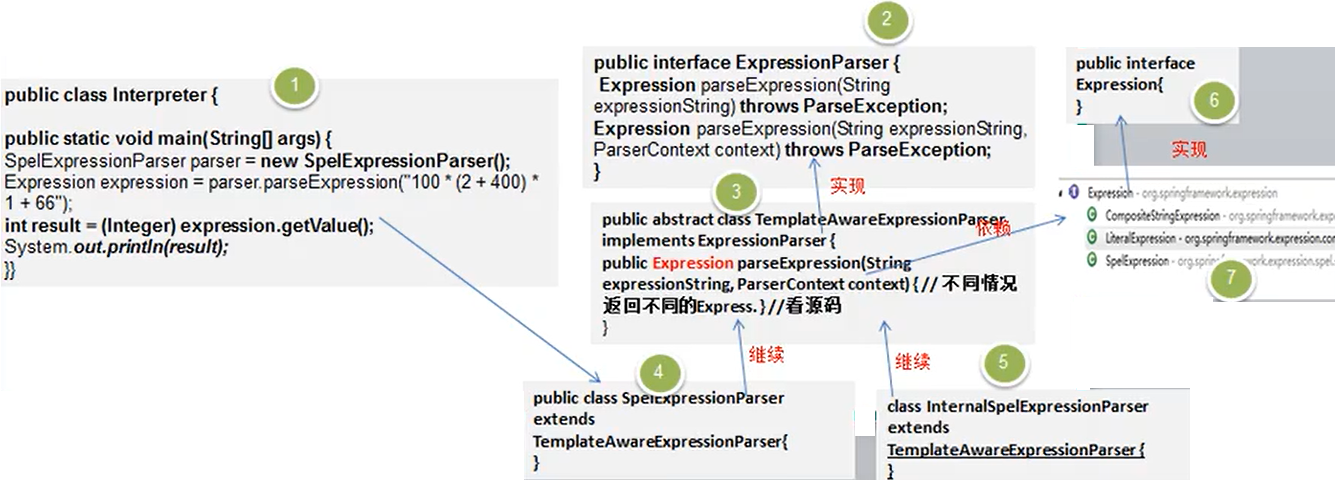 1
public class Interpreter {
public static void main(String[] args) {
SpelExpressionParser parser = new SpelExpressionParser();
Expression expression = parser.parseExpression("100 * (2 + 400) *
1 + 66");
int result = (Integer) expression.getValue();
System.out.println(result);
}}
2
public interface ExpressionParser {
Expression parseExpression(String
expressionString) throws ParseException;
Expression parseExpression(String expressionString,
ParserContext context) throws ParseException;
}
实现
3
public abstract class TemplateAwareExpressionParser
implements ExpressionParser {
依赖
public Expression parseExpression(String
expressionString, ParserContext context) { // 不同情况
返回不同的Express. } //看源码
}
继续
继续
4
public class SpelExpressionParser
extends
TemplateAwareExpressionParser{
}
5
class InternalSpelExpressionParser
extends
TemplateAwareExpressionParser {
}
6
public interface
Expression{
}
实现
Expression - org.springframework.expression
CompositeStringExpression - org.springframework.exp
LiteralExpression - org.springframework.expression.com
SpelExpression - org.springframework.expression.spel.
7